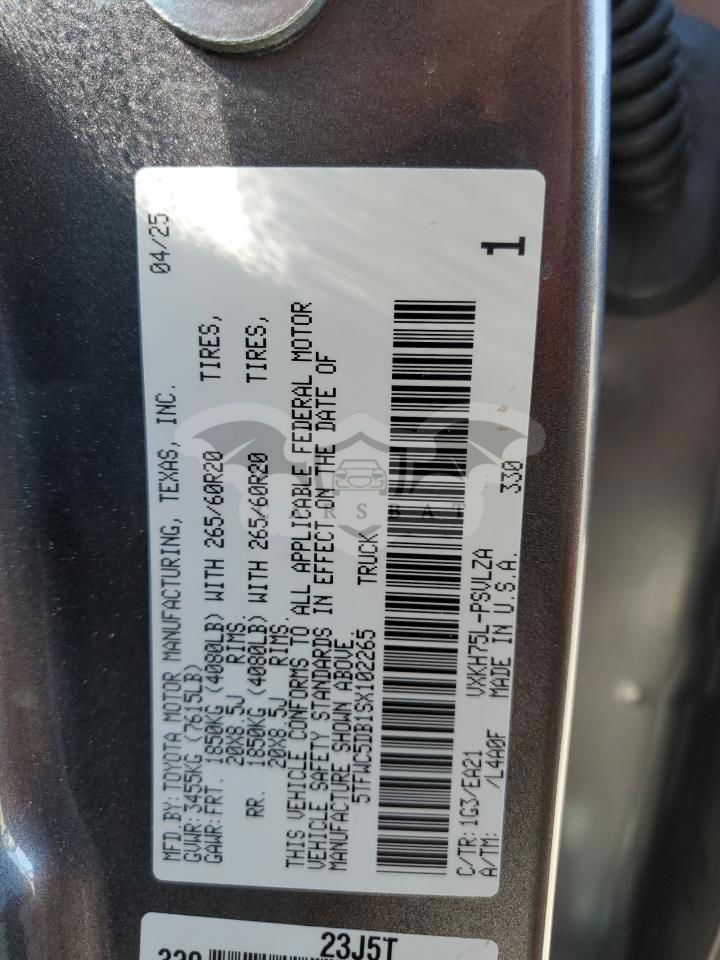 MFD.BY:TOYOTA MOTOR MANUFACTURING, TEXAS, INC. 04/25
GVWR: 3455KG (7615LB)
GAWR: FRT. 1850KG (4080LB) WITH 265/60R20 TIRES,
20X8.5J RIMS.
RR. 1850KG (4080LB) WITH 265/60R20 TIRES,
20X8.5J RIMS.
THIS VEHICLE CONFORMS TO ALL APPLICABLE FEDERAL MOTOR
VEHICLE SAFETY STANDARDS IN EFFECT ON THE DATE OF
MANUFACTURE SHOWN ABOVE.
5TFWC5DB1SX102265 TRUCK
1
C/TR:1G3/EA21 VXKH75L-PSVLZA 330
A/TM: /L4A0F MADE IN U.S.A.
CARSBAT
330 23J5T